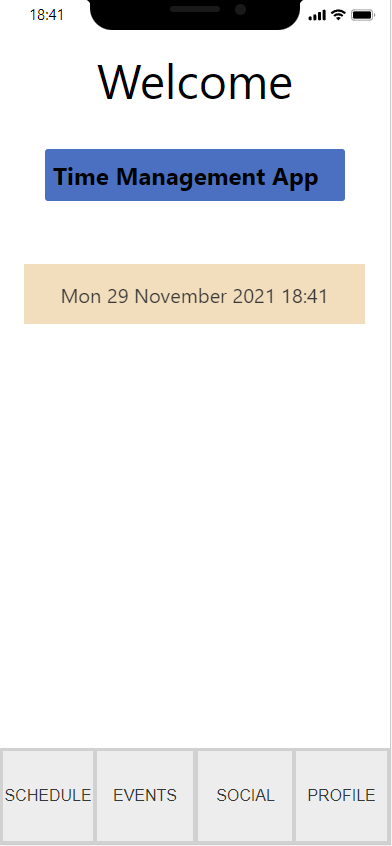 18:41
Welcome
Time Management App
Mon 29 November 2021 18:41
SCHEDULE EVENTS SOCIAL PROFILE